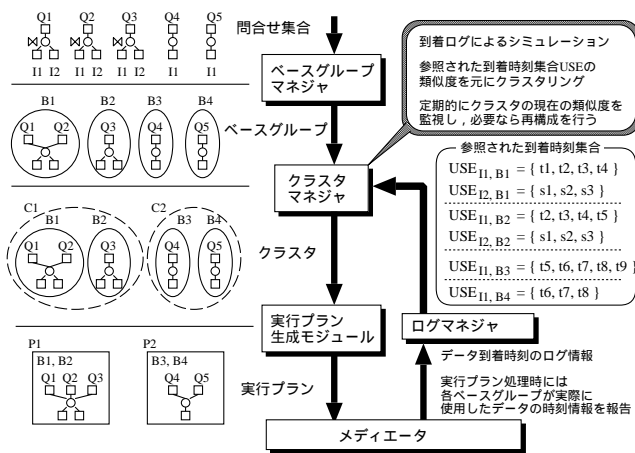 Q1 Q2 Q3 Q4 Q5
I1 I2 I1 I2 I1 I2 I1 I1
問合せ集合
ベースグループ
マネジャ
B1 B2 B3 B4
Q1 Q2 Q3 Q4 Q5
ベースグループ
クラスタ
マネジャ
C1 C2
B1 B2 B3 B4
Q1 Q2 Q3 Q4 Q5
クラスタ
実行プラン
生成モジュール
P1 P2
B1, B2 B3, B4
Q1 Q2 Q3 Q4 Q5
実行プラン
メディエータ
到着ログによるシミュレーション
参照された到着時刻集合USEの
類似度を元にクラスタリング
定期的にクラスタの現在の類似度を
監視し，必要なら再構成を行う
参照された到着時刻集合
USE I1, B1 = { t1, t2, t3, t4 }
USE I2, B1 = { s1, s2, s3 }
USE I1, B2 = { t2, t3, t4, t5 }
USE I2, B2 = { s1, s2, s3 }
USE I1, B3 = { t5, t6, t7, t8, t9 }
USE I1, B4 = { t6, t7, t8 }
ログマネジャ
データ到着時刻のログ情報
実行プラン処理時には
各ベースグループが実際に
使用したデータの時刻情報を報告